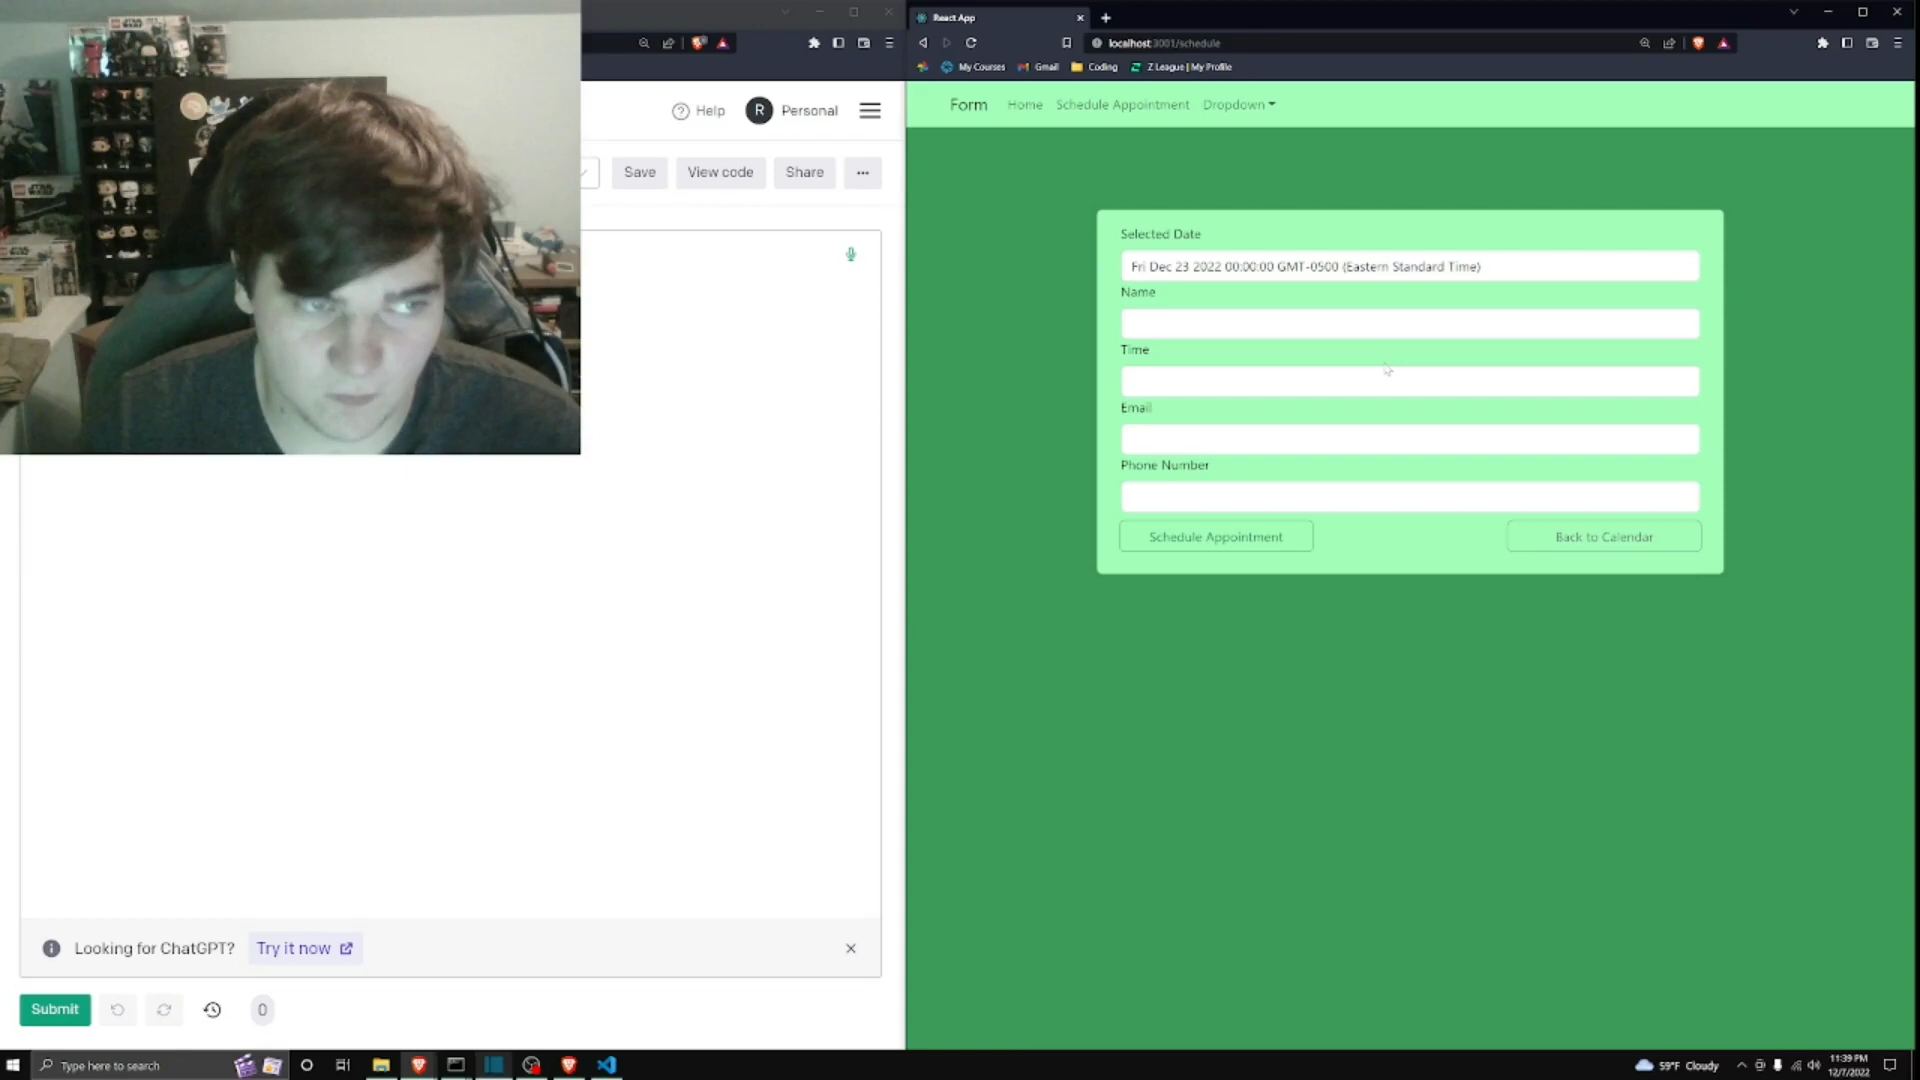 React App
localhost:3001/schedule
My Courses
Gmail
Coding
Z League | My Profile
Help
R
Personal
Save
View code
Share
...
Form
Home
Schedule Appointment
Dropdown
Selected Date
Fri Dec 23 2022 00:00:00 GMT-0500 (Eastern Standard Time)
Name
Time
Email
Phone Number
Schedule Appointment
Back to Calendar
Looking for ChatGPT?
Try it now
Submit
0
Type here to search
59°F Cloudy
11:39 PM
12/7/2022
STAR WARS